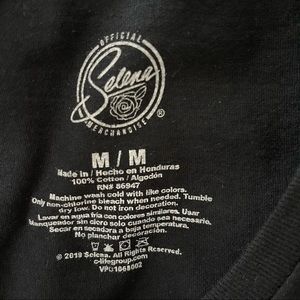 OFFICIAL
Selena
MERCHANDISE
®
M / M
Made in / Hecho en Honduras
100% Cotton / Algodón
RN# 86947
Machine wash cold with like colors.
Only non-chlorine bleach when needed. Tumble
dry low. Do not iron decoration.
Lavar en agua fria con colores similares. Usar
blanqueador sin cloro solo cuando sea necesario.
Secar en secadora a baja temperatura.
No planchar decoración
© 2019 Selena. All Rights Reserved.
c-lifegroup.com